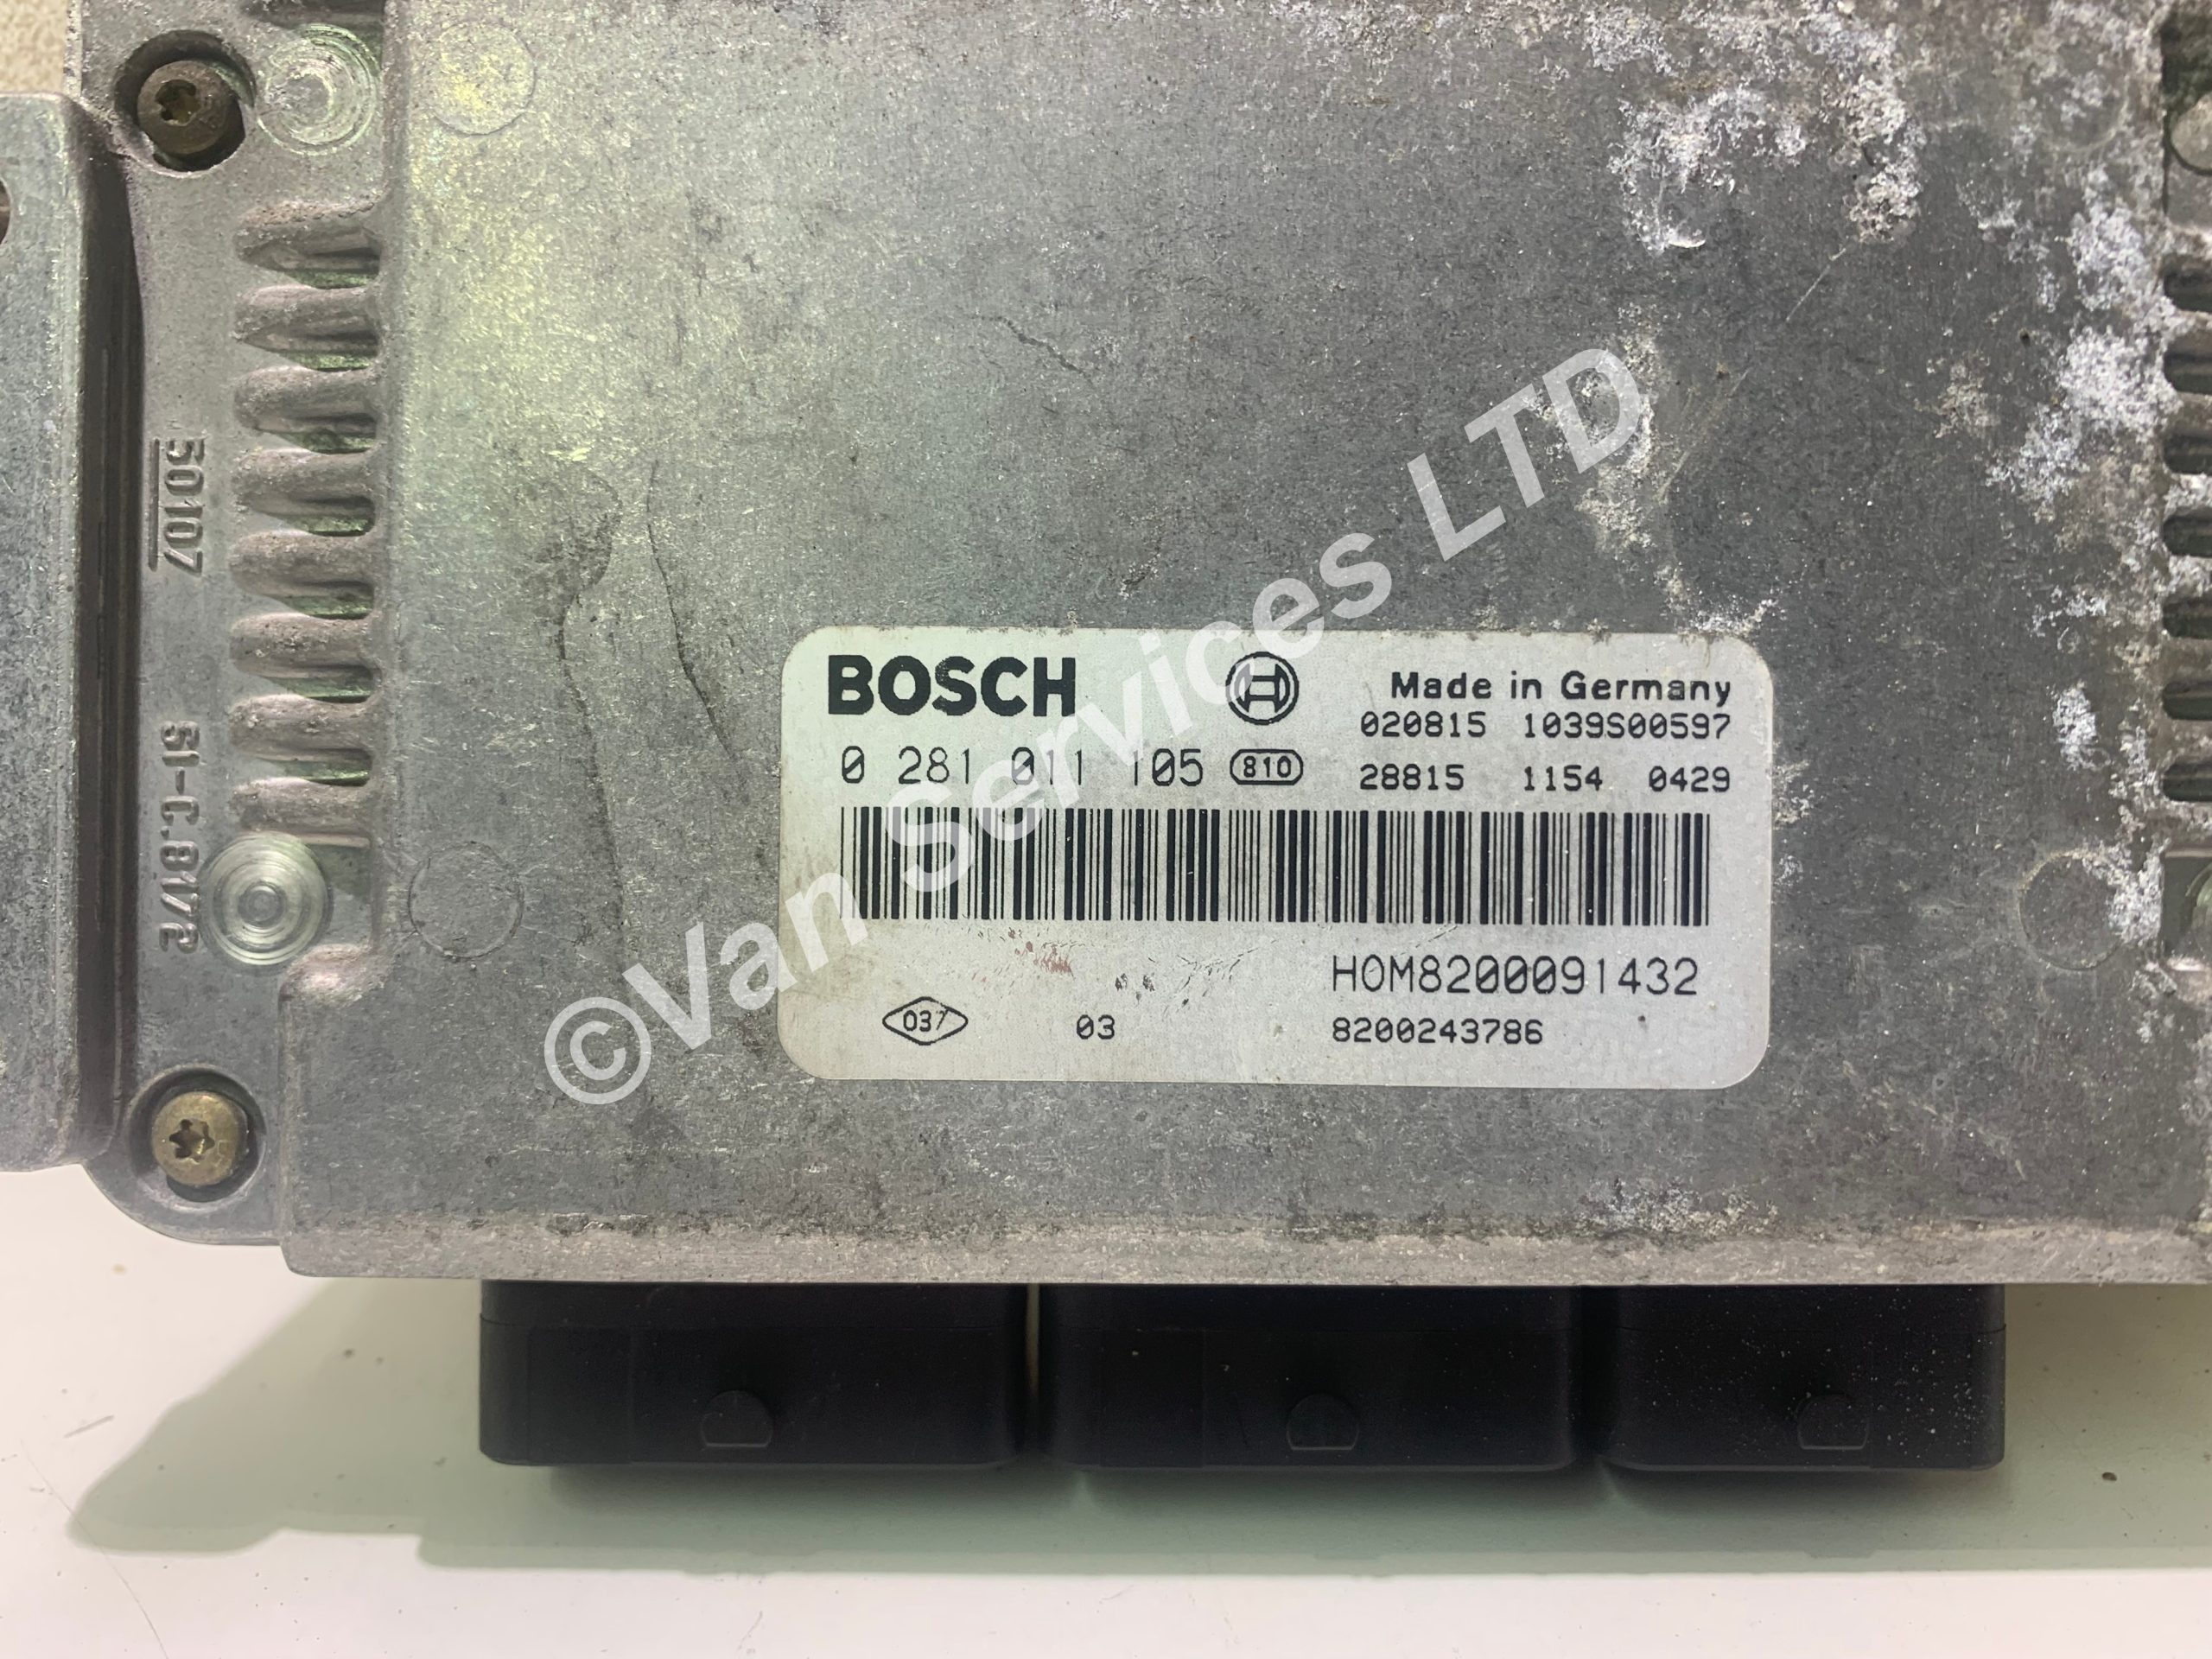 BOSCH
Made in Germany
020815 1039S00597
0 281 011 105 810
28815 1154 0429
HOM8200091432
037 03 8200243786
50107
51-C.8172
©Van Services LTD